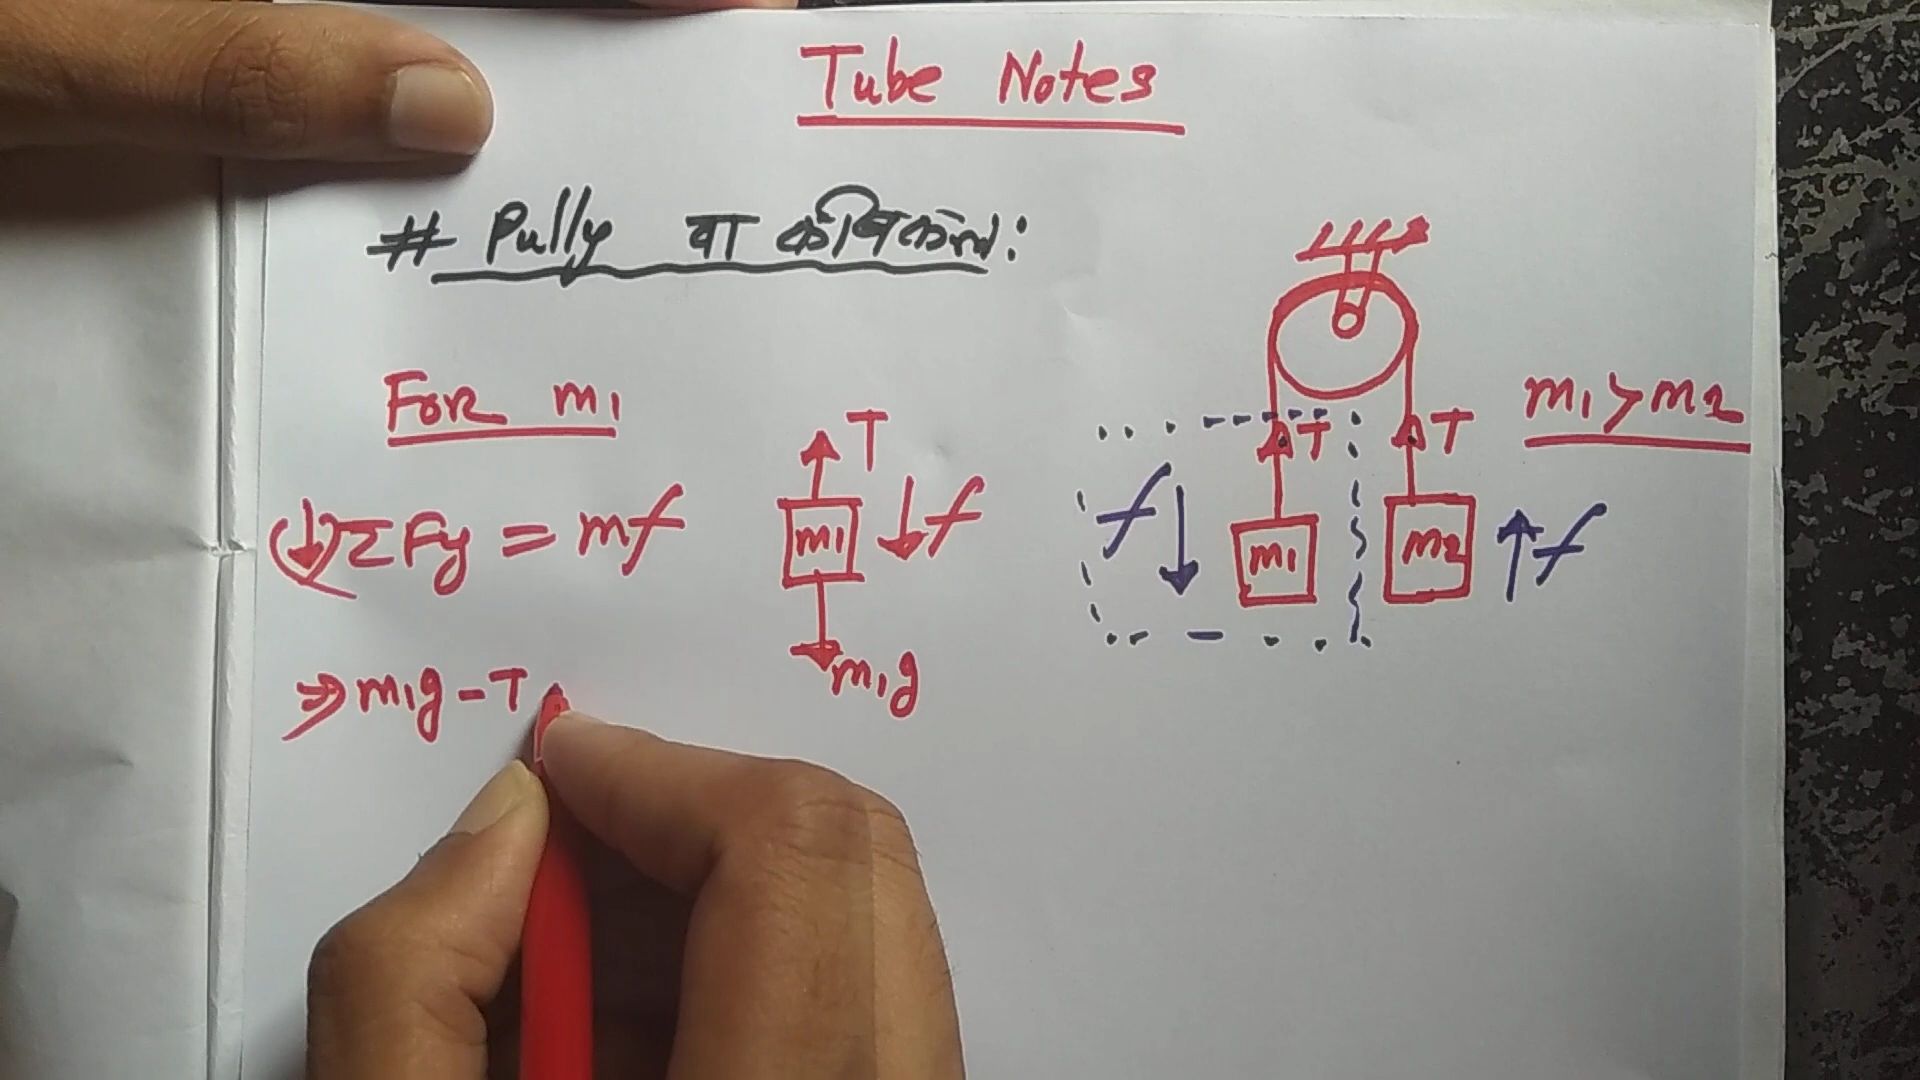 Tube Notes
# Pully বা কপিকল:
For m1
T
f
m1
m1g
(↓)ΣFy = mf
⇒ m1g - T
m1>m2
T
T
f
m1
m2
f